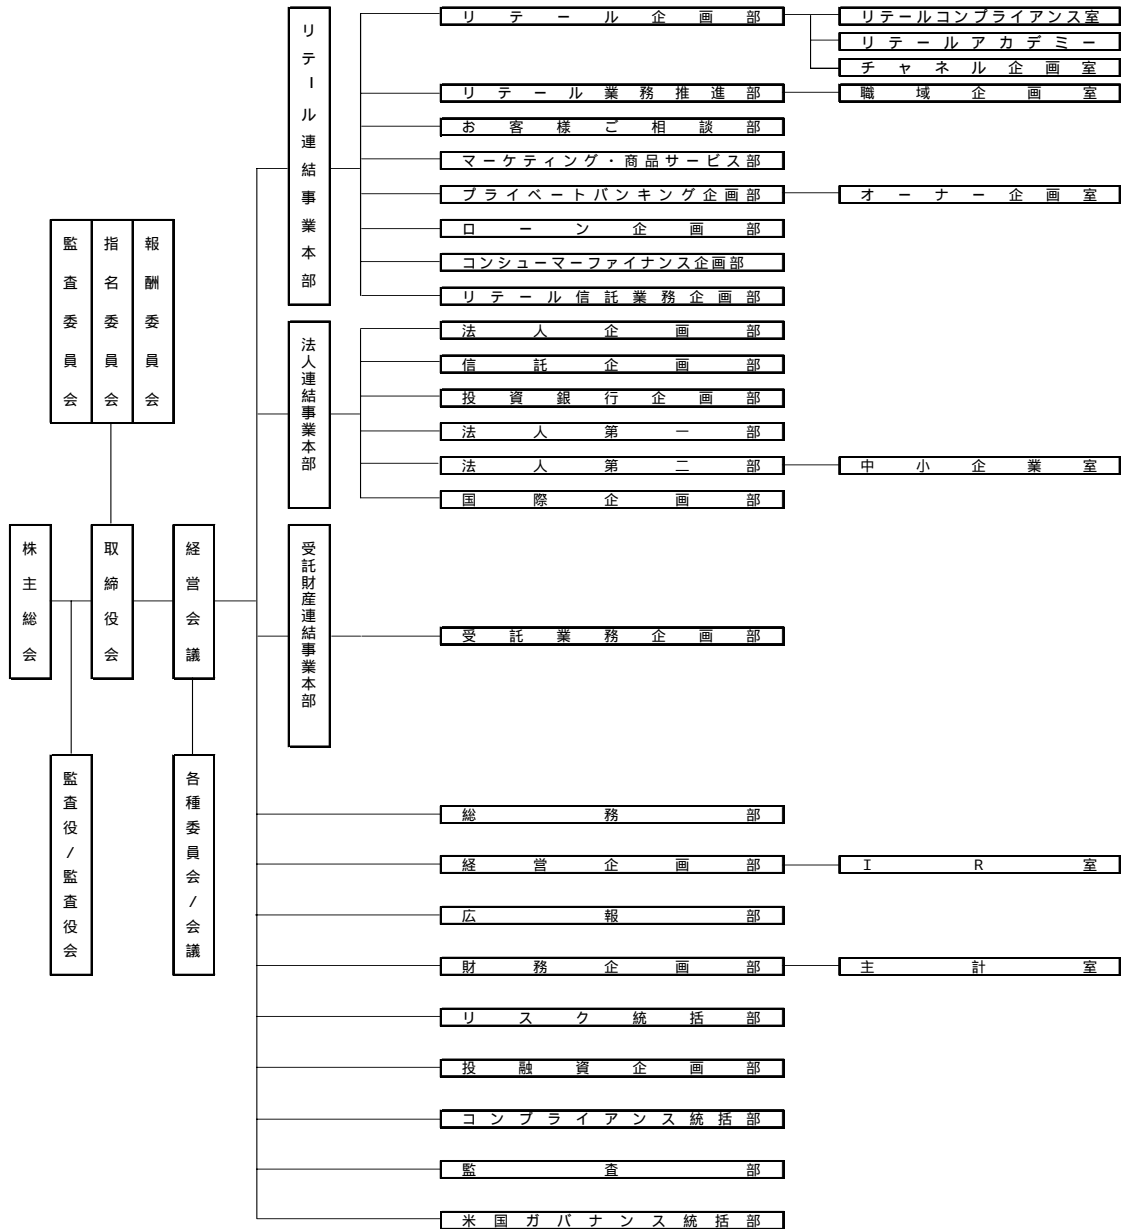 株主総会
取締役会
経営会議
監査委員会
指名委員会
報酬委員会
監査役/監査役会
各種委員会/会議
リテール連結事業本部
リテール企画部
リテールコンプライアンス室
リテールアカデミー
チャネル企画室
リテール業務推進部
職域企画室
お客様ご相談部
マーケティング・商品サービス部
プライベートバンキング企画部
オーナー企画室
ローン企画部
コンシューマーファイナンス企画部
リテール信託業務企画部
法人連結事業本部
法人企画部
信託企画部
投資銀行企画部
法人第一部
法人第二部
中小企業室
国際企画部
受託財産連結事業本部
受託業務企画部
総務部
経営企画部
IR室
広報部
財務企画部
主計室
リスク統括部
投融資企画部
コンプライアンス統括部
監査部
米国ガバナンス統括部